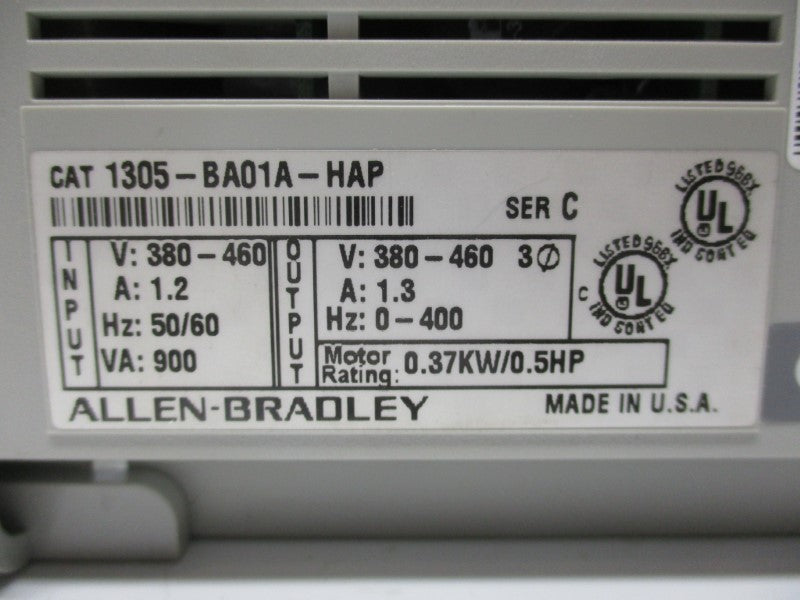 CAT 1305-BA01A-HAP
SER C
LISTED 966X
UL
IND CONT EQ
INPUT
V: 380-460
A: 1.2
Hz: 50/60
VA: 900
OUTPUT
V: 380-460 3Ø
A: 1.3
Hz: 0-400
Motor Rating: 0.37KW/0.5HP
C
LISTED 966X
UL
IND CONT EQ
ALLEN-BRADLEY
MADE IN U.S.A.